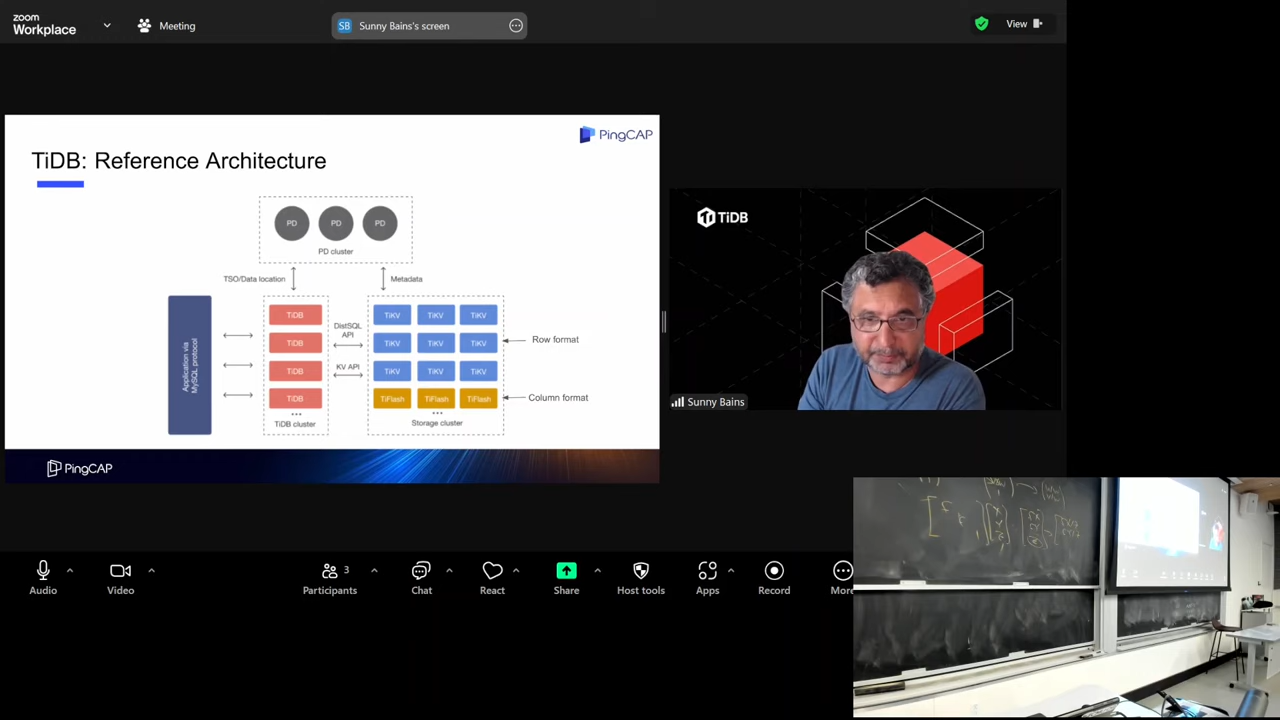 zoom
Workplace
Meeting
SB Sunny Bains's screen
View
PingCAP
TiDB: Reference Architecture
PD PD PD
PD cluster
TSO/Data location
Metadata
Application via
MySQL protocol
TiDB
TiDB
TiDB
TiDB
...
TiDB cluster
DistSQL
API
KV API
TiKV TiKV TiKV
TiKV TiKV TiKV
TiKV TiKV TiKV
TiFlash TiFlash TiFlash
...
Storage cluster
Row format
Column format
PingCAP
TiDB
Sunny Bains
Audio
Video
Participants 3
Chat
React
Share
Host tools
Apps
Record
More